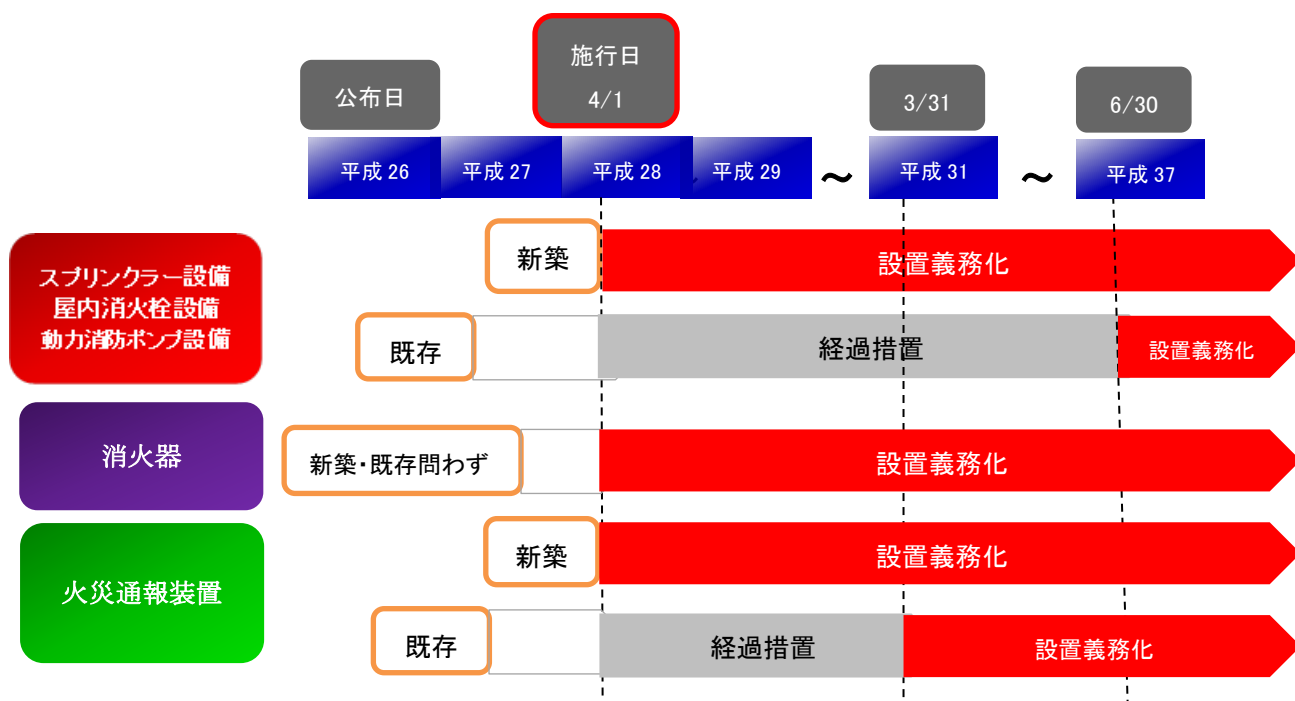 公布日
施行日
4/1
3/31
6/30
平成 26
平成 27
平成 28
平成 29
～
平成 31
～
平成 37
スプリンクラー設備
屋内消火栓設備
動力消防ポンプ設備
新築
設置義務化
既存
経過措置
設置義務化
消火器
新築・既存問わず
設置義務化
火災通報装置
新築
設置義務化
既存
経過措置
設置義務化